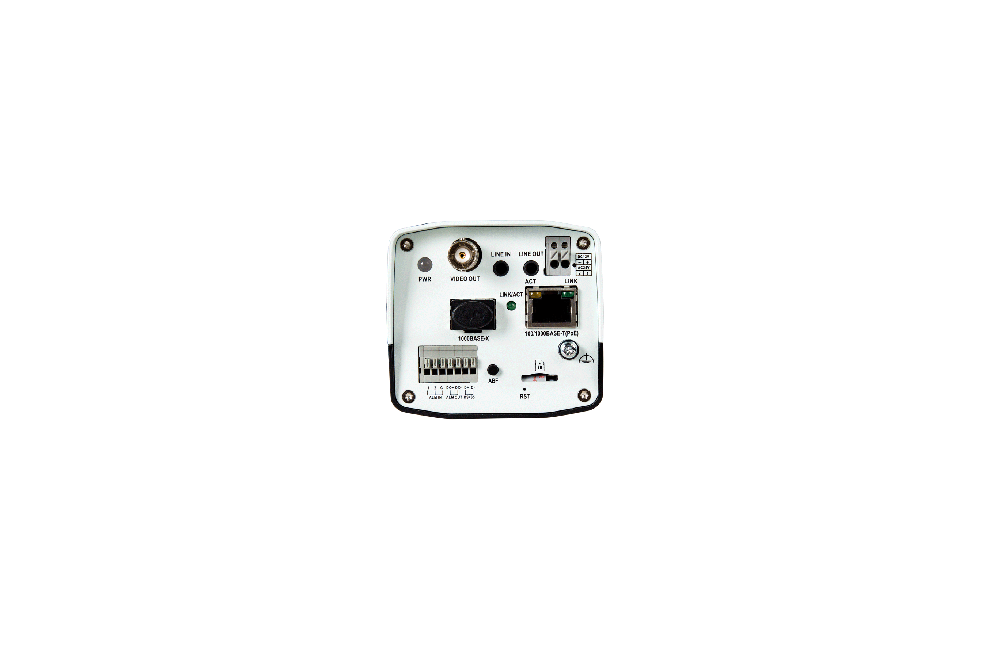 LINE IN
LINE OUT
DC12V
- +
AC24V
2 1
PWR
VIDEO OUT
ACT
LINK
LINK/ACT
SC
1000BASE-X
100/1000BASE-T(PoE)
SD
ABF
1 2 G DO+ DO- D+ D-
ALM IN ALM OUT RS485
RST